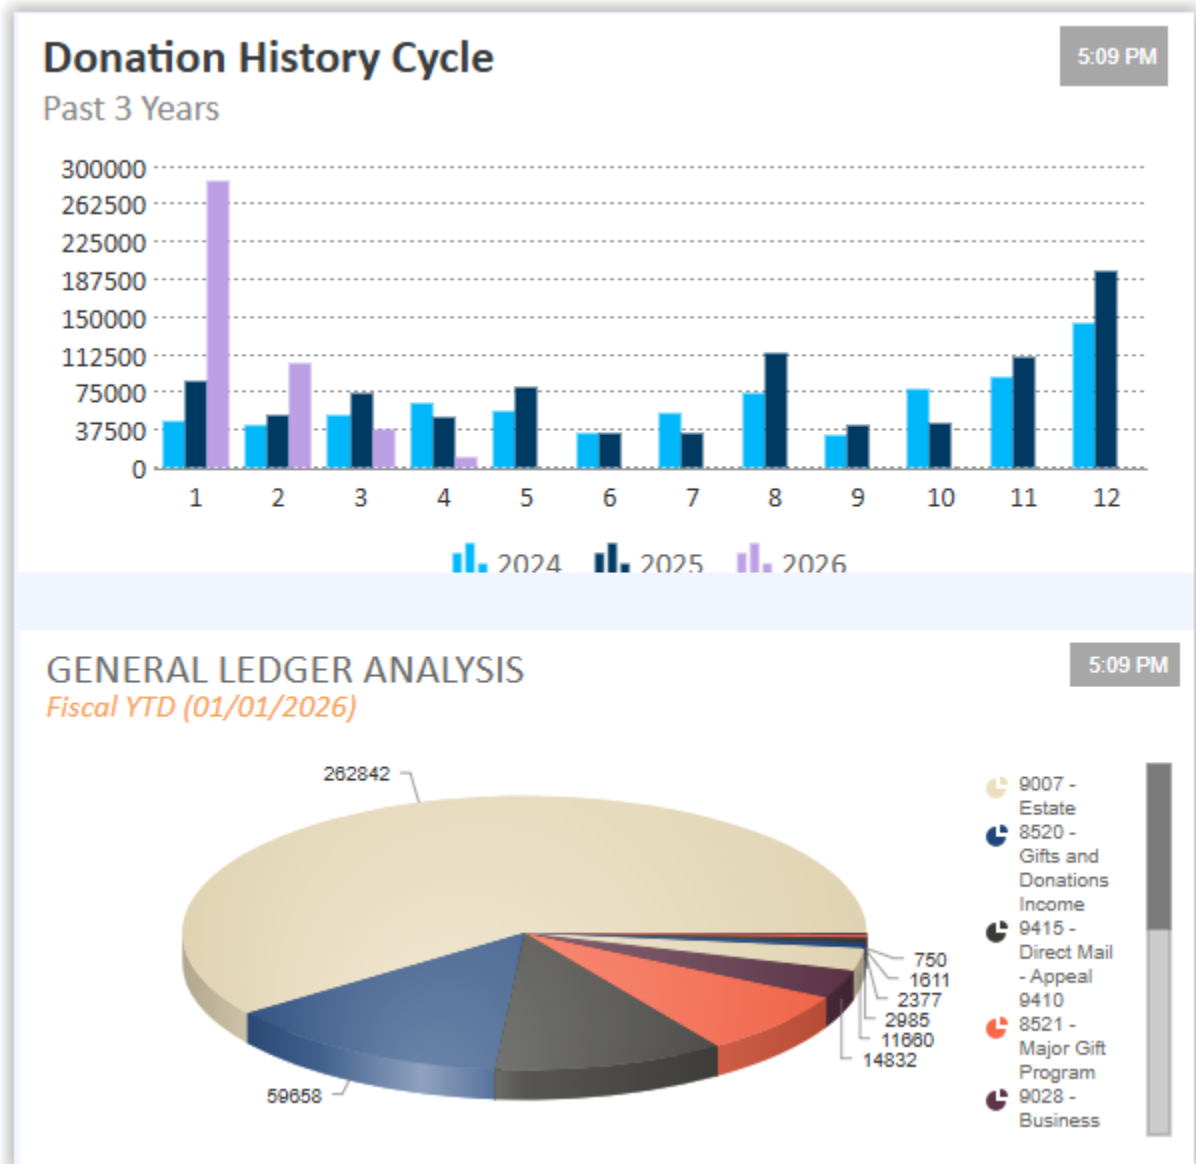 Donation History Cycle
5:09 PM
Past 3 Years
300000
262500
225000
187500
150000
112500
75000
37500
0
1 2 3 4 5 6 7 8 9 10 11 12
2024 2025 2026
GENERAL LEDGER ANALYSIS
5:09 PM
Fiscal YTD (01/01/2026)
262842
750
1611
2377
2985
11660
14832
59658
9007 -
Estate
8520 -
Gifts and
Donations
Income
9415 -
Direct Mail
- Appeal
9410
8521 -
Major Gift
Program
9028 -
Business